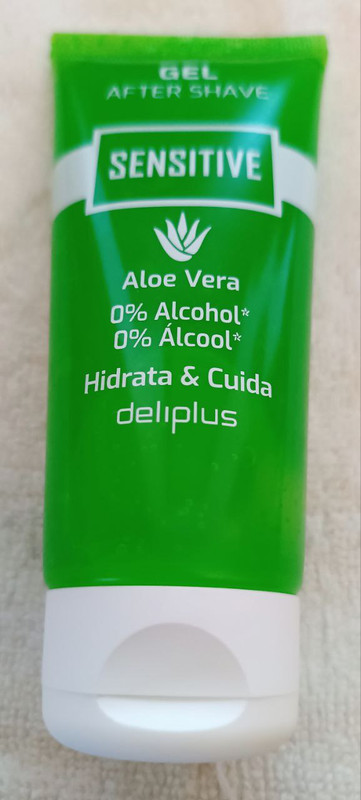 GEL
AFTER SHAVE
SENSITIVE
Aloe Vera
0% Alcohol*
0% Álcool*
Hidrata & Cuida
deliplus